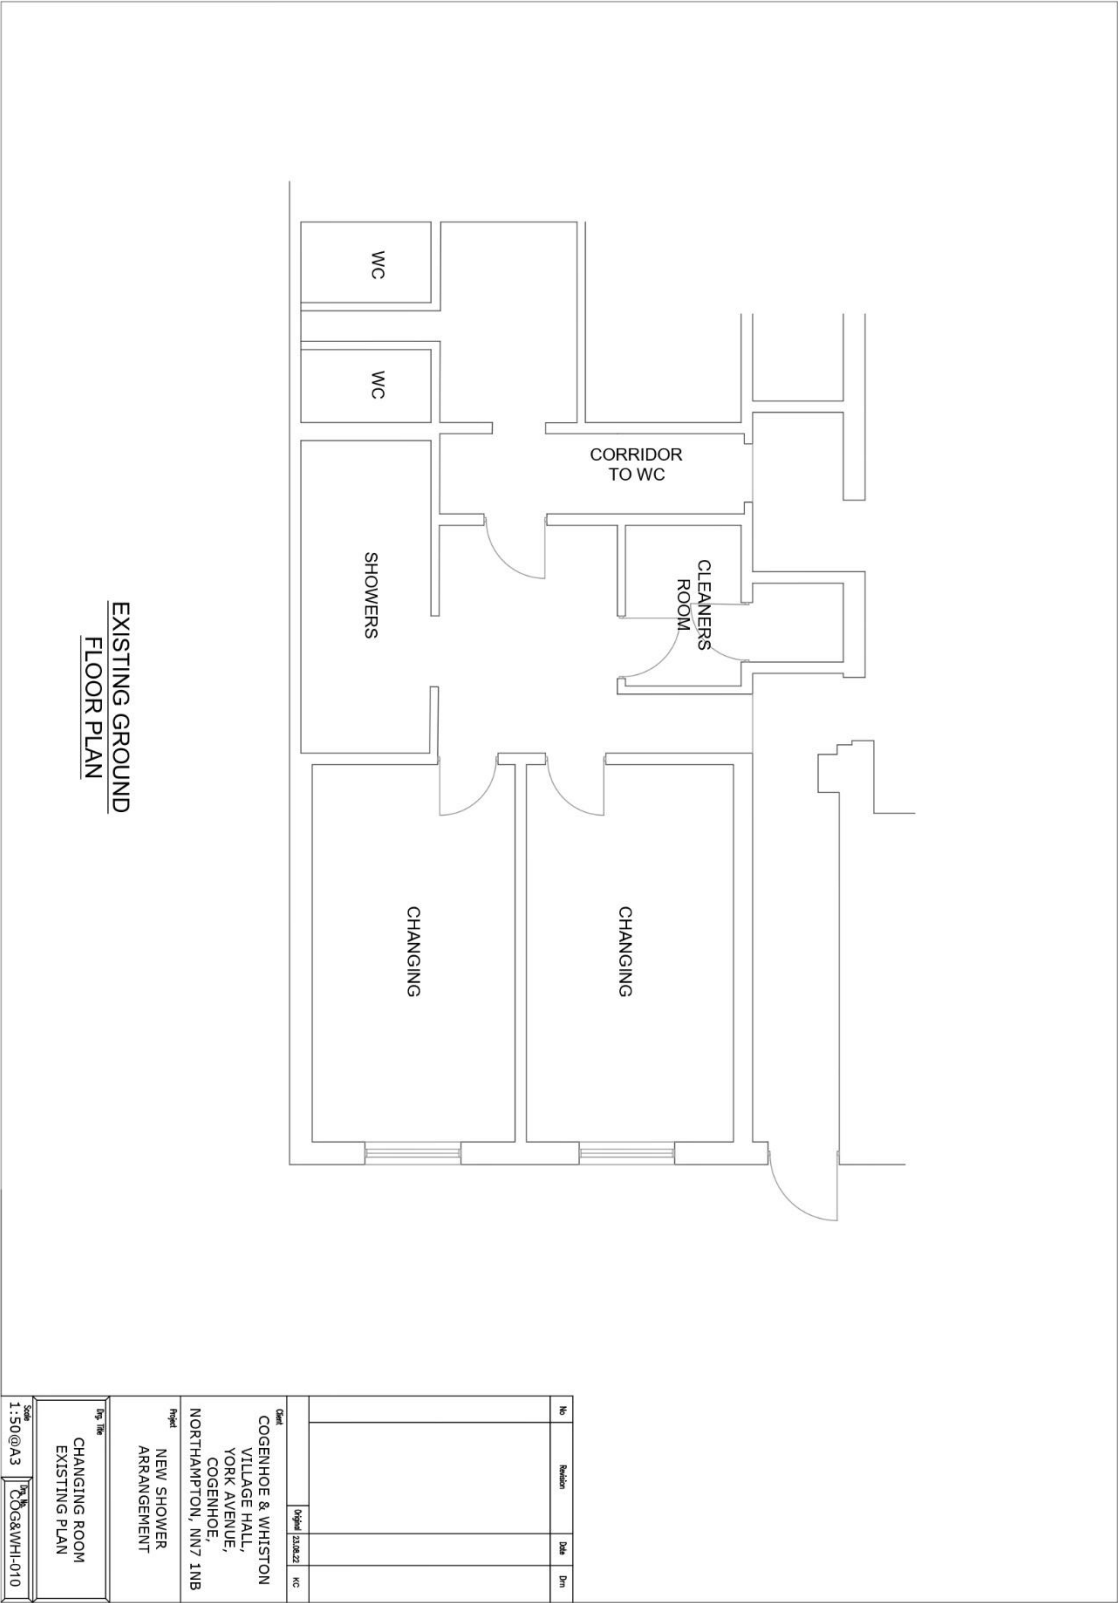 WC
WC
CORRIDOR
TO WC
SHOWERS
CLEANERS
ROOM
CHANGING
CHANGING
EXISTING GROUND
FLOOR PLAN
No Revision Date Drn
Original 23.08.22 KC
Client
COGENHOE & WHISTON
VILLAGE HALL,
YORK AVENUE,
COGENHOE,
NORTHAMPTON, NN7 1NB
Project
NEW SHOWER
ARRANGEMENT
Drg. Title
CHANGING ROOM
EXISTING PLAN
Scale
1:50@A3
Drg. No.
COG&WHI-010